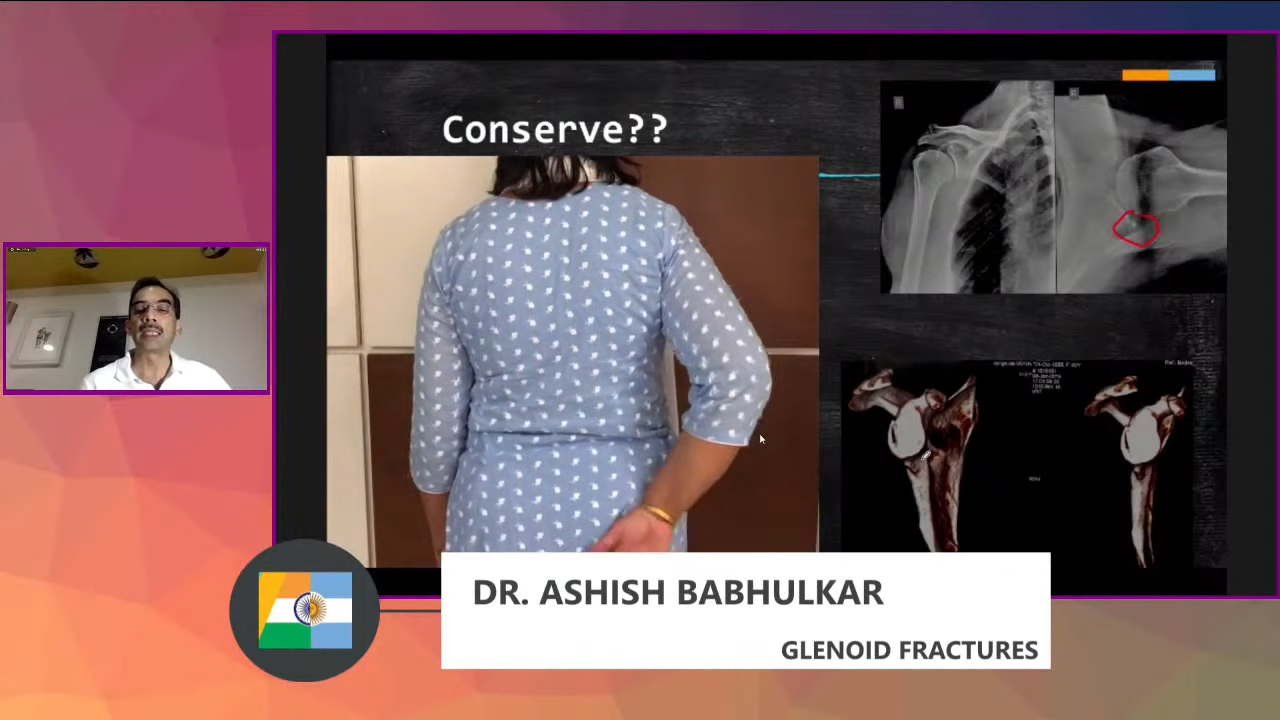 Conserve??
R
R
DR. ASHISH BABHULKAR
GLENOID FRACTURES